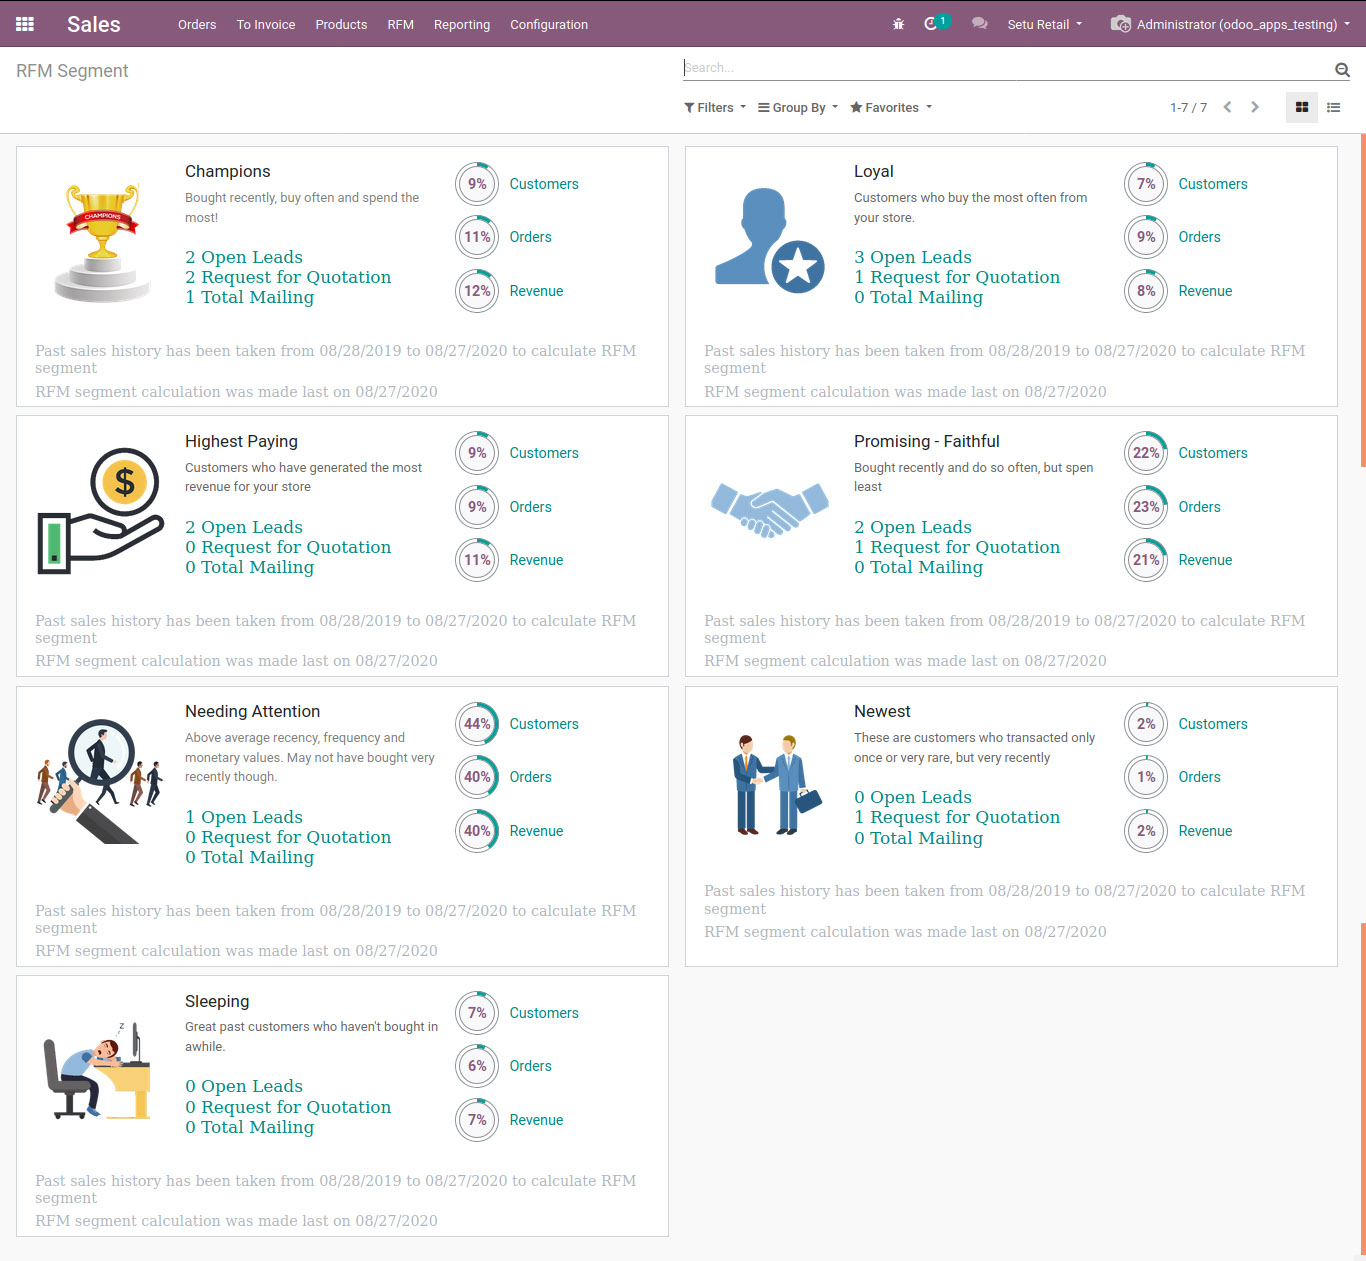 Sales
Orders To Invoice Products RFM Reporting Configuration
1 Setu Retail Administrator (odoo_apps_testing)
RFM Segment
Search...
Filters Group By Favorites
1-7 / 7
Champions
Bought recently, buy often and spend the
most!
2 Open Leads
2 Request for Quotation
1 Total Mailing
9% Customers
11% Orders
12% Revenue
CHAMPIONS
Past sales history has been taken from 08/28/2019 to 08/27/2020 to calculate RFM
segment
RFM segment calculation was made last on 08/27/2020
Loyal
Customers who buy the most often from
your store.
3 Open Leads
1 Request for Quotation
0 Total Mailing
7% Customers
9% Orders
8% Revenue
Past sales history has been taken from 08/28/2019 to 08/27/2020 to calculate RFM
segment
RFM segment calculation was made last on 08/27/2020
$
Highest Paying
Customers who have generated the most
revenue for your store
2 Open Leads
0 Request for Quotation
0 Total Mailing
9% Customers
9% Orders
11% Revenue
Past sales history has been taken from 08/28/2019 to 08/27/2020 to calculate RFM
segment
RFM segment calculation was made last on 08/27/2020
Promising - Faithful
Bought recently and do so often, but spen
least
2 Open Leads
1 Request for Quotation
0 Total Mailing
22% Customers
23% Orders
21% Revenue
Past sales history has been taken from 08/28/2019 to 08/27/2020 to calculate RFM
segment
RFM segment calculation was made last on 08/27/2020
Needing Attention
Above average recency, frequency and
monetary values. May not have bought very
recently though.
1 Open Leads
0 Request for Quotation
0 Total Mailing
44% Customers
40% Orders
40% Revenue
Past sales history has been taken from 08/28/2019 to 08/27/2020 to calculate RFM
segment
RFM segment calculation was made last on 08/27/2020
Newest
These are customers who transacted only
once or very rare, but very recently
0 Open Leads
1 Request for Quotation
0 Total Mailing
2% Customers
1% Orders
2% Revenue
Past sales history has been taken from 08/28/2019 to 08/27/2020 to calculate RFM
segment
RFM segment calculation was made last on 08/27/2020
z
Sleeping
Great past customers who haven't bought in
awhile.
0 Open Leads
0 Request for Quotation
0 Total Mailing
7% Customers
6% Orders
7% Revenue
Past sales history has been taken from 08/28/2019 to 08/27/2020 to calculate RFM
segment
RFM segment calculation was made last on 08/27/2020